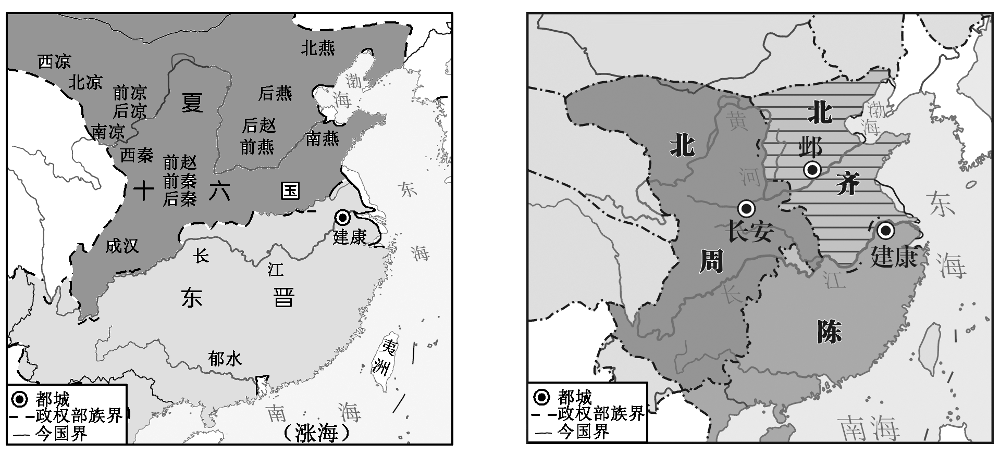 北燕
西凉
北凉
前凉
后凉
南凉
夏
后燕
渤
海
后赵
前燕
南燕
西秦
前赵
前秦
后秦
十六国
东
海
建康
成汉
长
江
东晋
夷
洲
郁水
南海
（涨海）
都城
政权部族界
今国界
北
齐
渤
海
黄
河
邺
北
周
长安
建康
东
海
长
江
陈
南海
都城
政权部族界
今国界